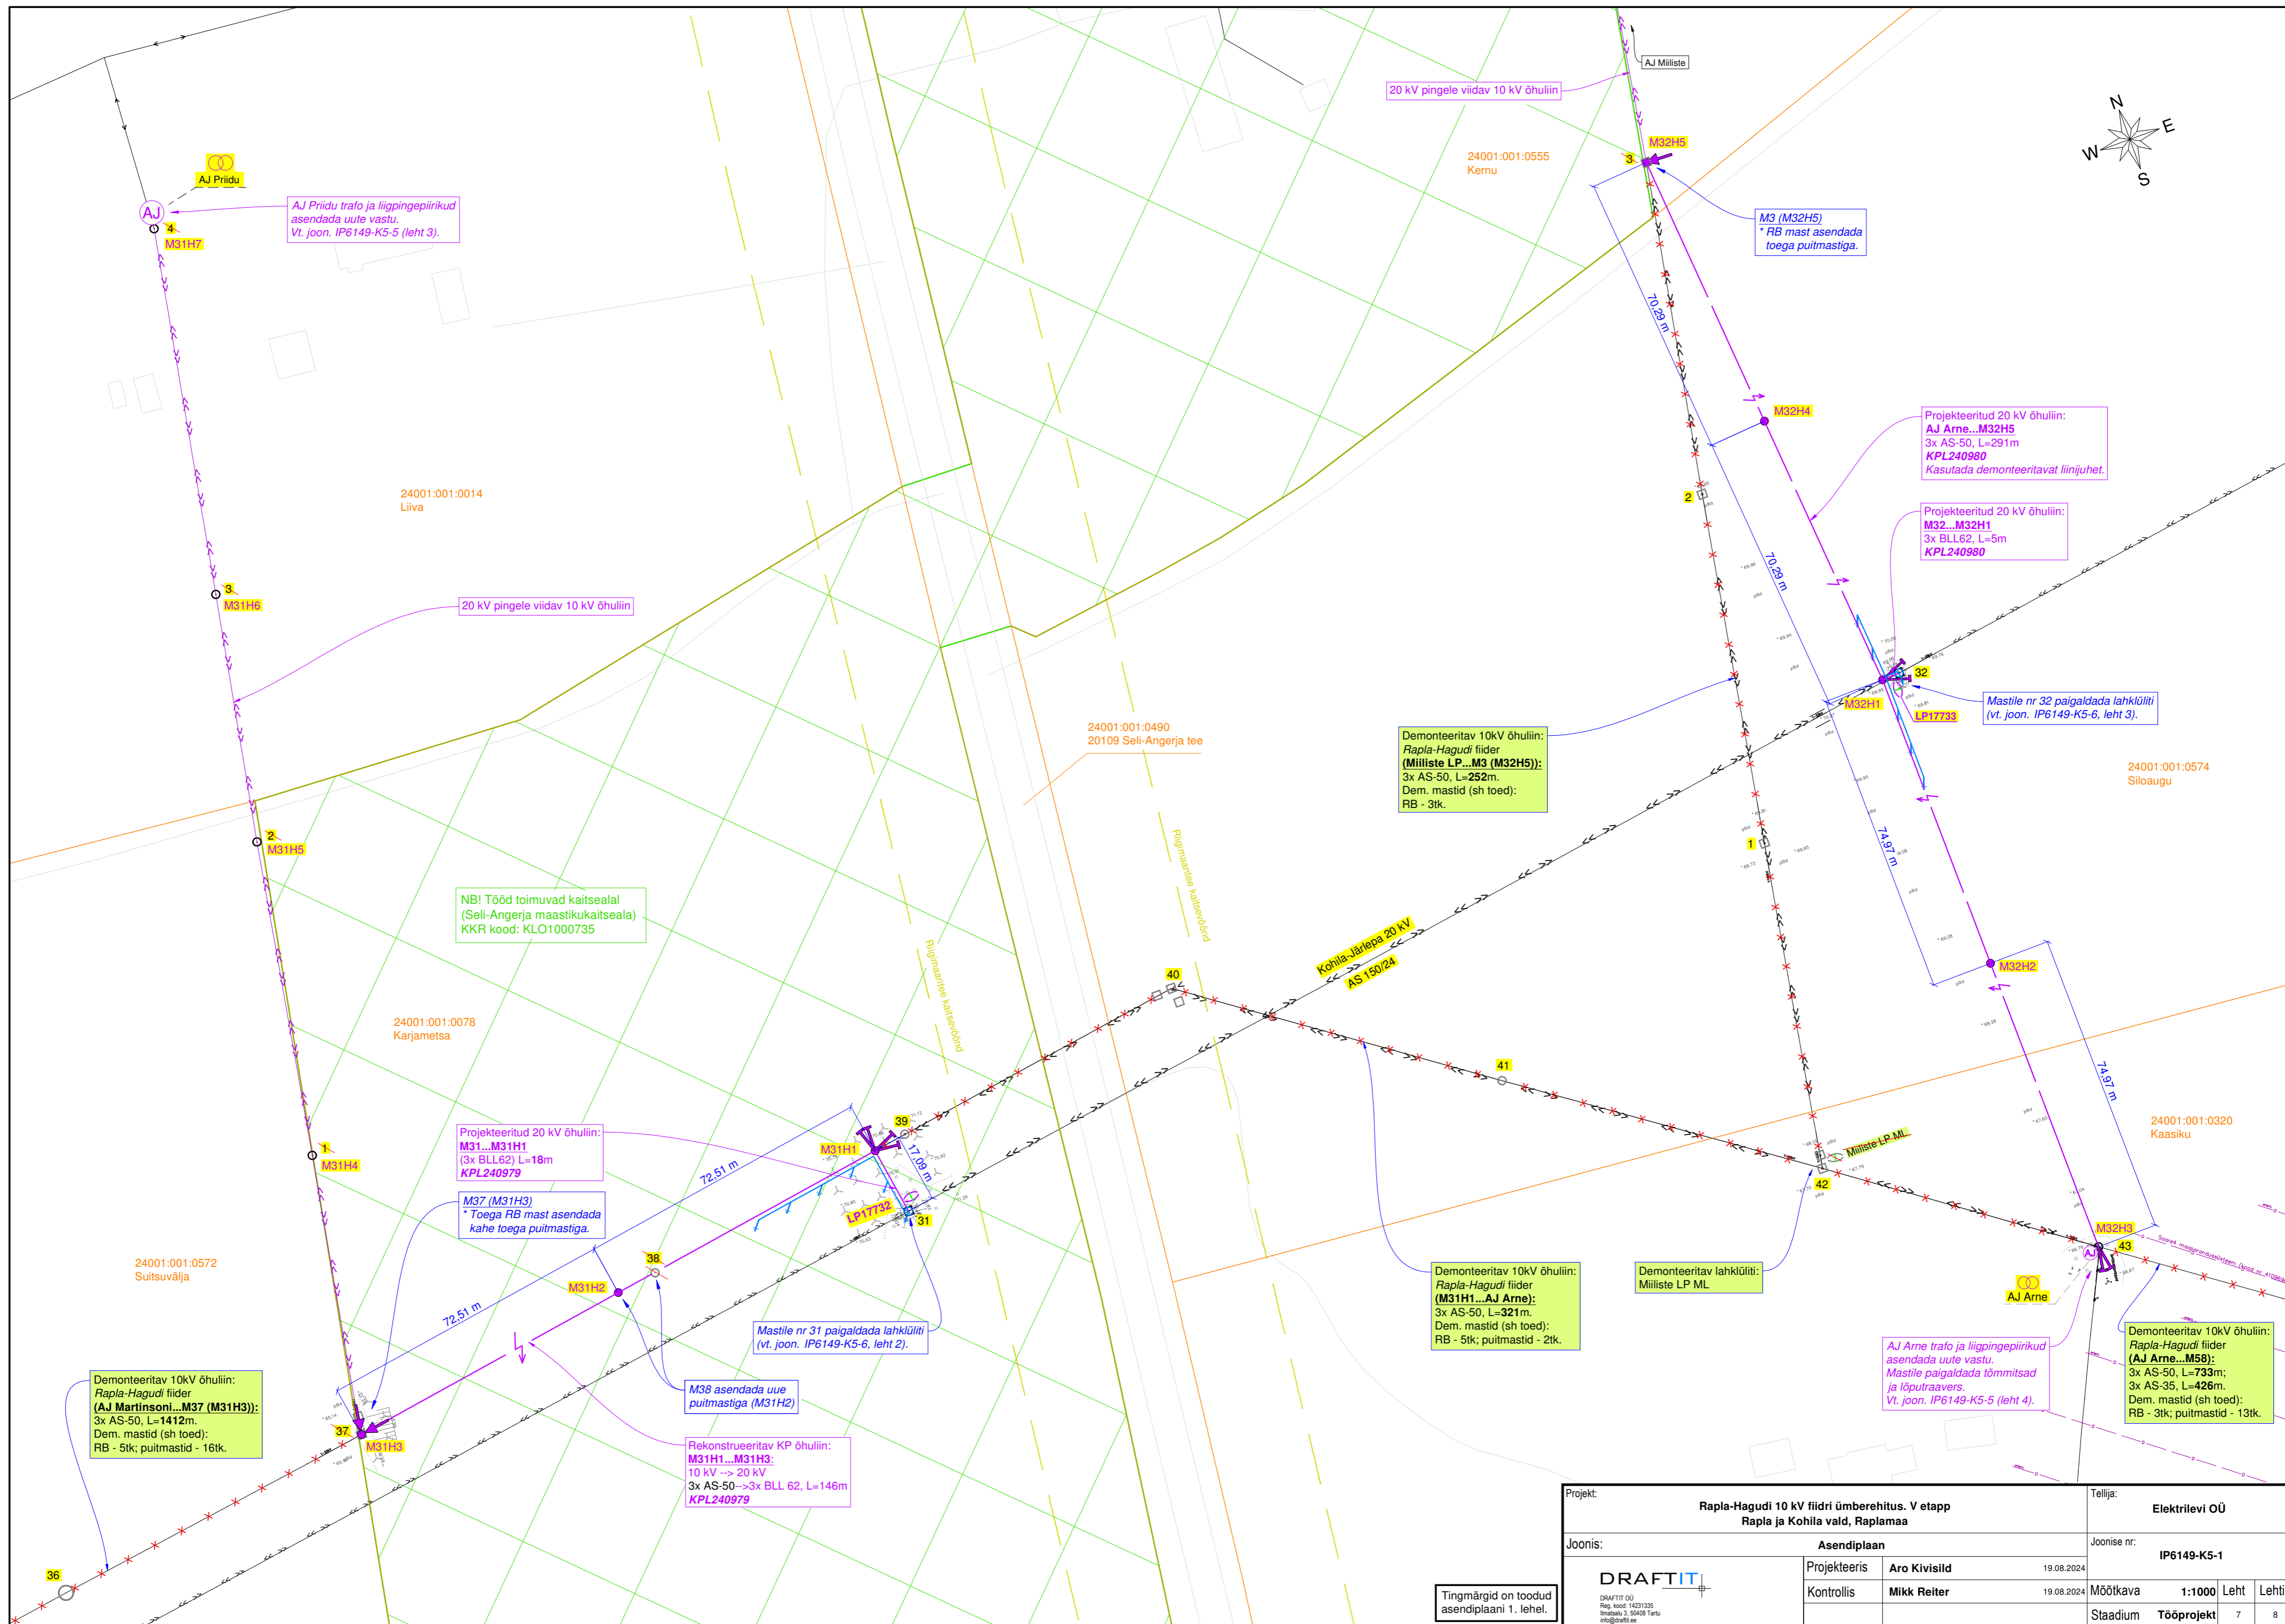 AJ Miiliste
20 kV pingele viidav 10 kV õhuliin
N
E
W
S
M32H5
3
24001:001:0555
Kernu
AJ Priidu
AJ
4
M31H7
AJ Priidu trafo ja liigpingepiirikud
asendada uute vastu.
Vt. joon. IP6149-K5-5 (leht 3).
M3 (M32H5)
* RB mast asendada
toega puitmastiga.
70,29 m
M32H4
Projekteeritud 20 kV õhuliin:
AJ Arne...M32H5
3x AS-50, L=291m
KPL240980
Kasutada demonteeritavat liinijuhet.
24001:001:0014
Liiva
2
Projekteeritud 20 kV õhuliin:
M32...M32H1
3x BLL62, L=5m
KPL240980
70,29 m
3
M31H6
20 kV pingele viidav 10 kV õhuliin
32
M32H1
LP17733
Mastile nr 32 paigaldada lahklüliti
(vt. joon. IP6149-K5-6, leht 3).
24001:001:0490
20109 Seli-Angerja tee
Demonteeritav 10kV õhuliin:
Rapla-Hagudi fiider
(Miiliste LP...M3 (M32H5)):
3x AS-50, L=252m.
Dem. mastid (sh toed):
RB - 3tk.
24001:001:0574
Siloaugu
2
M31H5
Riigimaantee kaitsevöönd
1
74,97 m
NB! Tööd toimuvad kaitsealal
(Seli-Angerja maastikukaitseala)
KKR kood: KLO1000735
Riigimaantee kaitsevöönd
Kohila-Järlepa 20 kV
AS 150/24
40
M32H2
24001:001:0078
Karjametsa
41
74,97 m
24001:001:0320
Kaasiku
Projekteeritud 20 kV õhuliin:
M31...M31H1
(3x BLL62) L=18m
KPL240979
39
M31H1
17,09 m
1
M31H4
72,51 m
Miiliste LP ML
42
M37 (M31H3)
* Toega RB mast asendada
kahe toega puitmastiga.
LP17732
31
M32H3
43
AJ
24001:001:0572
Suitsuvälja
38
M31H2
72,51 m
Mastile nr 31 paigaldada lahklüliti
(vt. joon. IP6149-K5-6, leht 2).
Demonteeritav 10kV õhuliin:
Rapla-Hagudi fiider
(M31H1...AJ Arne):
3x AS-50, L=321m.
Dem. mastid (sh toed):
RB - 5tk; puitmastid - 2tk.
Demonteeritav lahklüliti:
Miiliste LP ML
AJ Arne
AJ Arne trafo ja liigpingepiirikud
asendada uute vastu.
Mastile paigaldada tõmmitsad
ja lõputraavers.
Vt. joon. IP6149-K5-5 (leht 4).
Demonteeritav 10kV õhuliin:
Rapla-Hagudi fiider
(AJ Arne...M58):
3x AS-50, L=733m;
3x AS-35, L=426m.
Dem. mastid (sh toed):
RB - 3tk; puitmastid - 13tk.
Demonteeritav 10kV õhuliin:
Rapla-Hagudi fiider
(AJ Martinsoni...M37 (M31H3)):
3x AS-50, L=1412m.
Dem. mastid (sh toed):
RB - 5tk; puitmastid - 16tk.
M38 asendada uue
puitmastiga (M31H2)
37
M31H3
Rekonstrueeritav KP õhuliin:
M31H1...M31H3:
10 kV --> 20 kV
3x AS-50-->3x BLL 62, L=146m
KPL240979
36
Tingmärgid on toodud
asendiplaani 1. lehel.
Projekt:
Rapla-Hagudi 10 kV fiidri ümberehitus. V etapp
Rapla ja Kohila vald, Raplamaa
Tellija:
Elektrilevi OÜ
Joonis:
Asendiplaan
Joonise nr:
IP6149-K5-1
DRAFTIT
DRAFTIT OÜ
Reg. kood: 14231335
Ilmatsalu 3, 50408 Tartu
info@draftit.ee
Projekteeris Aro Kivisild 19.08.2024
Kontrollis Mikk Reiter 19.08.2024
Mõõtkava 1:1000 Leht Lehti
Staadium Tööprojekt 7 8